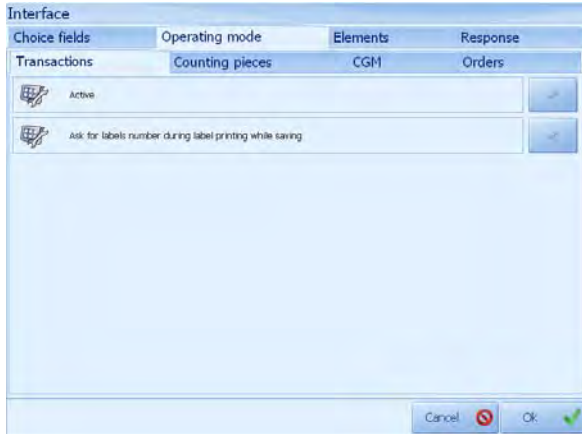 Interface
Choice fields Operating mode Elements Response
Transactions Counting pieces CGM Orders
Active
Ask for labels number during label printing while saving
Cancel Ok